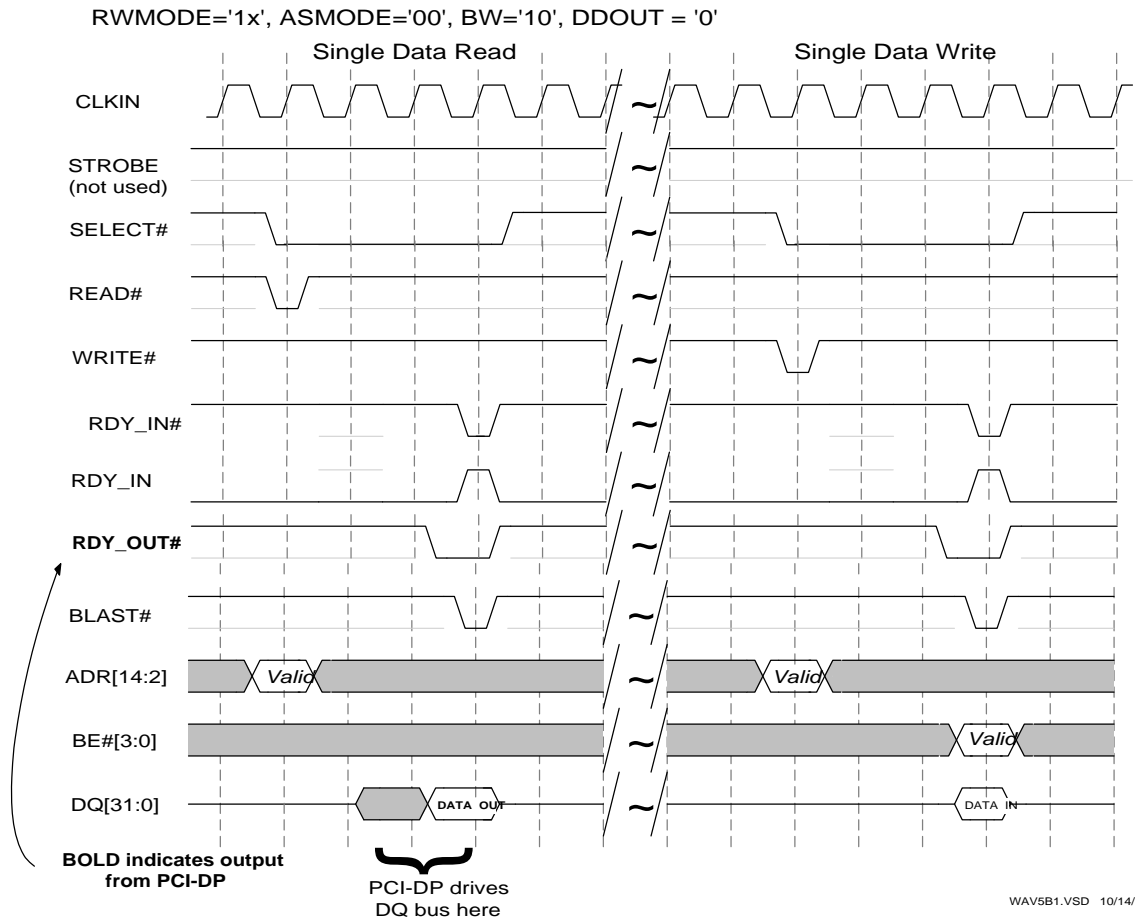 RWMODE='1x', ASMODE='00', BW='10', DDOUT = '0'
Single Data Read
Single Data Write
CLKIN
~
STROBE
(not used)
~
SELECT#
~
READ#
~
WRITE#
~
RDY_IN#
~
RDY_IN
~
RDY_OUT#
~
BLAST#
~
ADR[14:2]
Valid
~
Valid
BE#[3:0]
~
Valid
DQ[31:0]
DATA OUT
~
DATA IN
BOLD indicates output
from PCI-DP
PCI-DP drives
DQ bus here
WAV5B1.VSD 10/14/